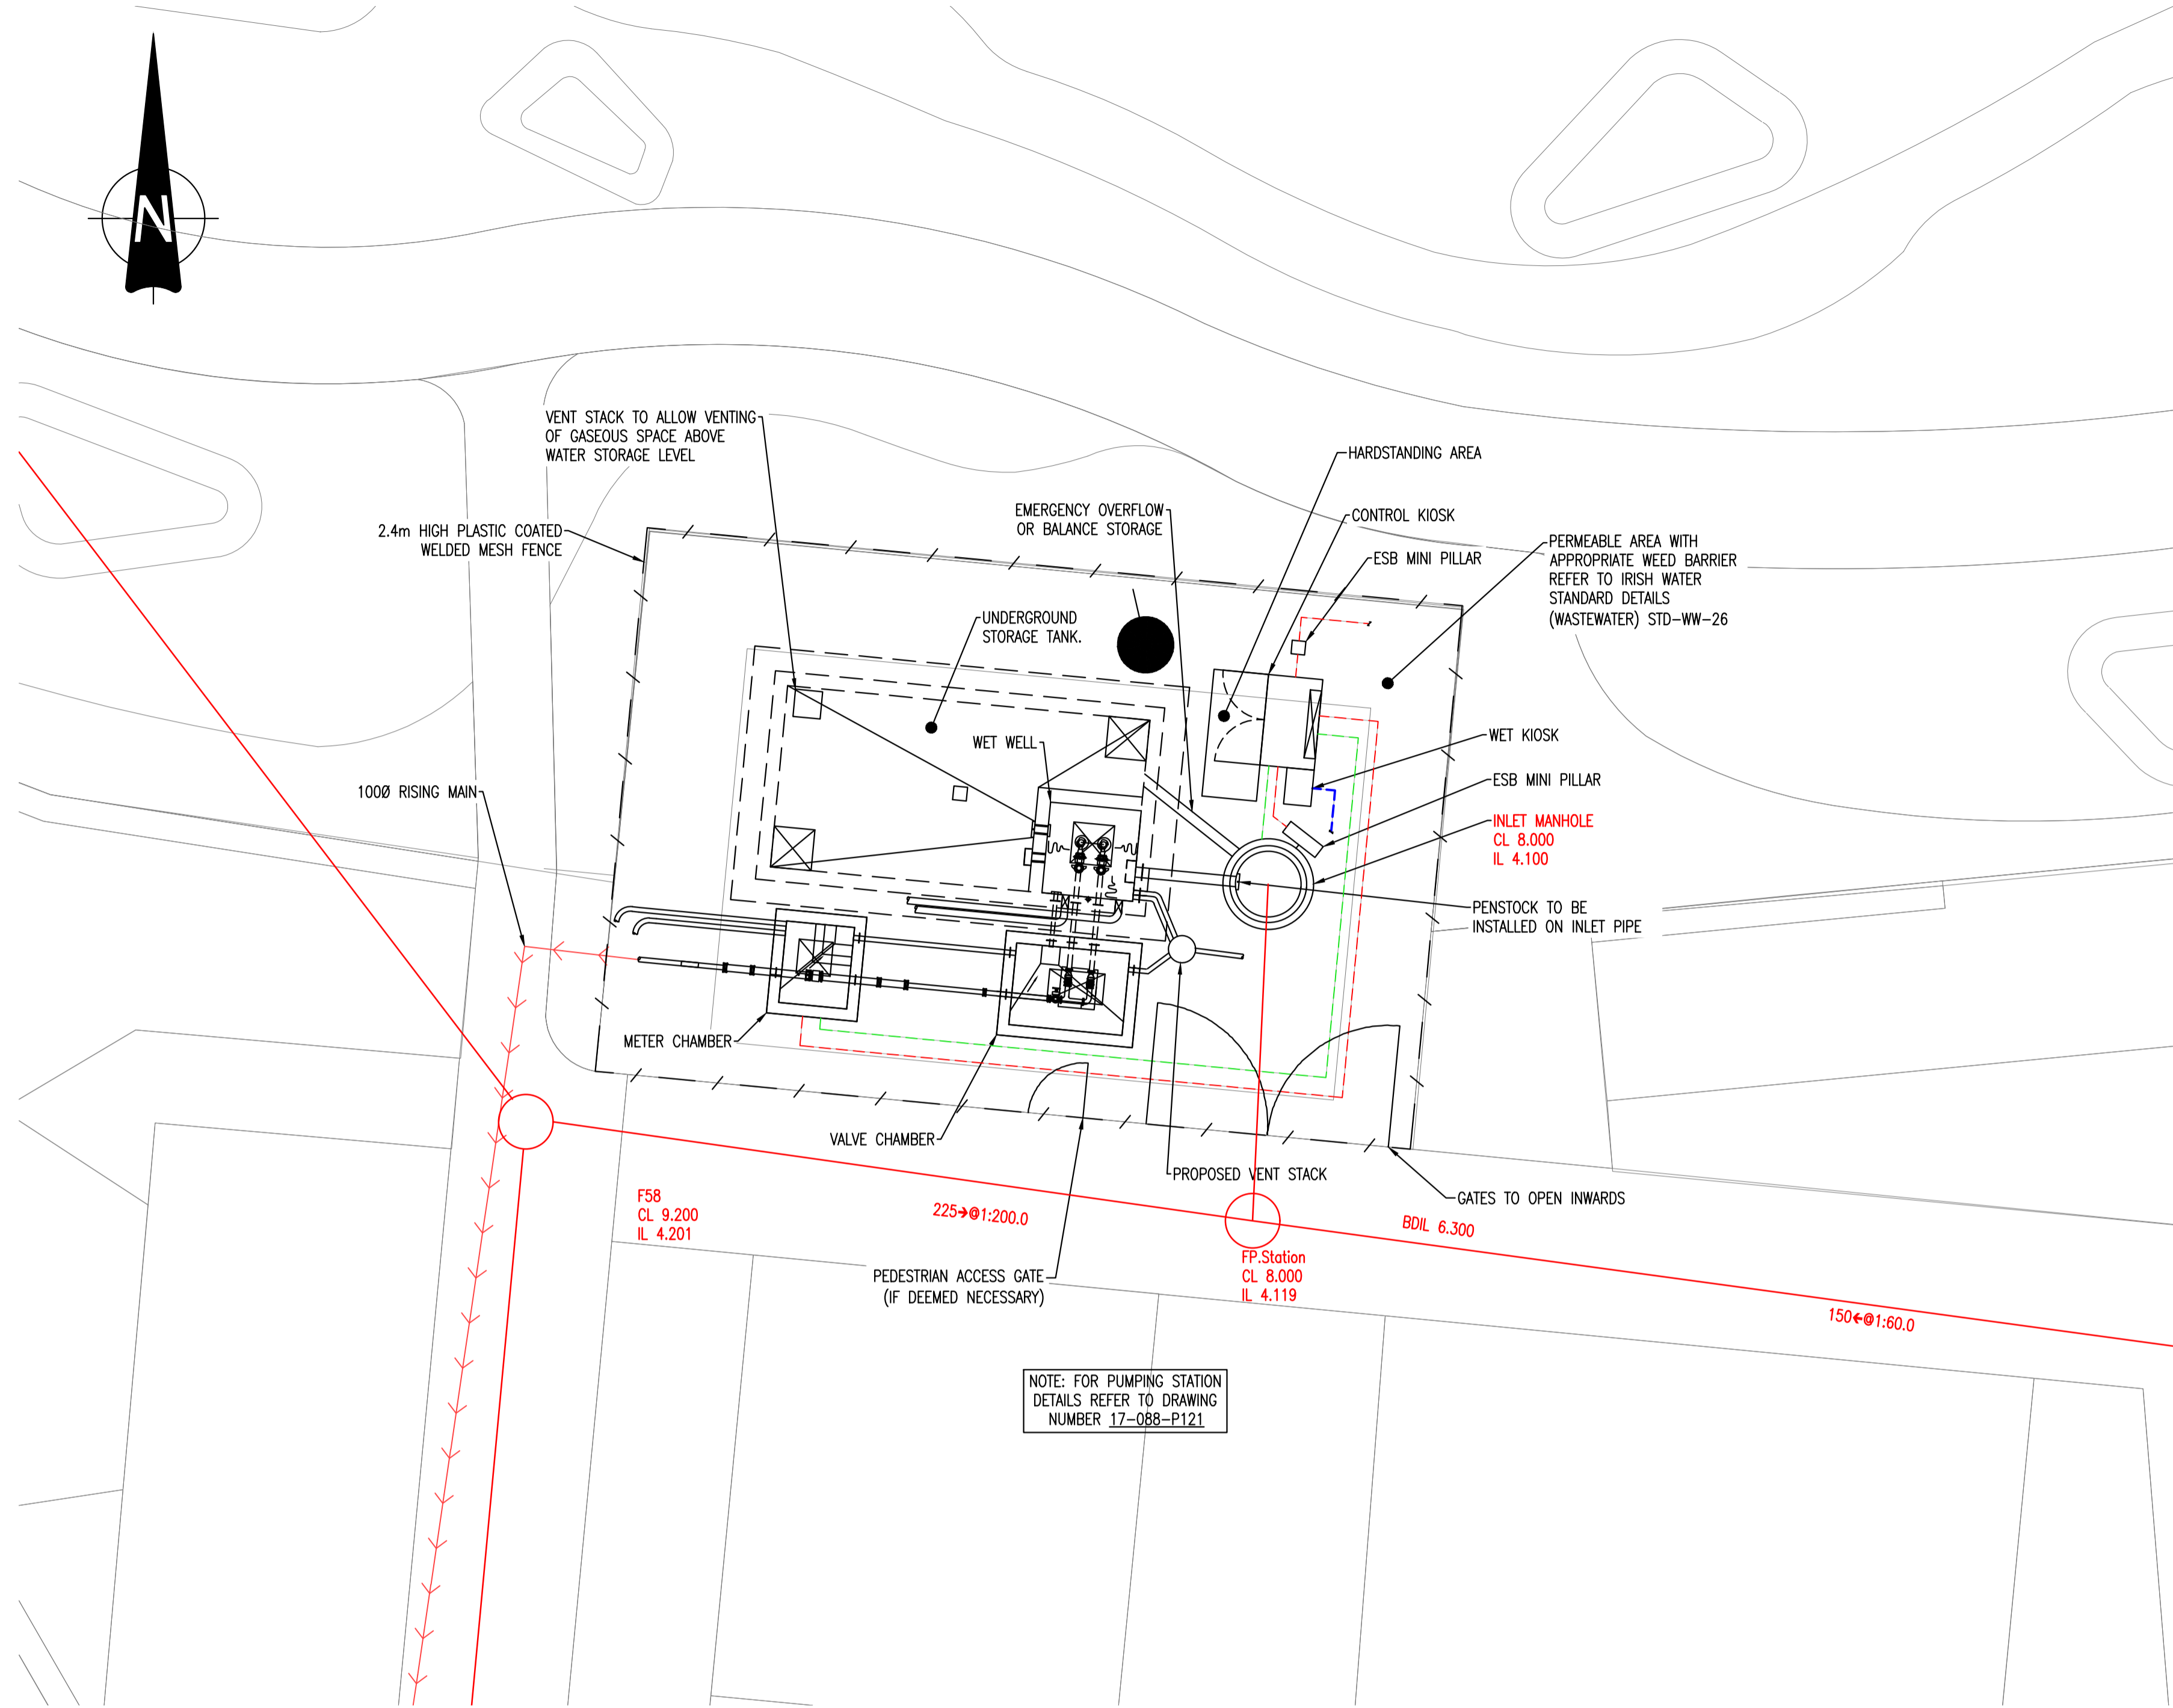 N
VENT STACK TO ALLOW VENTING
OF GASEOUS SPACE ABOVE
WATER STORAGE LEVEL
HARDSTANDING AREA
EMERGENCY OVERFLOW
OR BALANCE STORAGE
CONTROL KIOSK
2.4m HIGH PLASTIC COATED
WELDED MESH FENCE
ESB MINI PILLAR
PERMEABLE AREA WITH
APPROPRIATE WEED BARRIER
REFER TO IRISH WATER
STANDARD DETAILS
(WASTEWATER) STD-WW-26
UNDERGROUND
STORAGE TANK.
WET WELL
WET KIOSK
ESB MINI PILLAR
100Ø RISING MAIN
INLET MANHOLE
CL 8.000
IL 4.100
PENSTOCK TO BE
INSTALLED ON INLET PIPE
METER CHAMBER
VALVE CHAMBER
PROPOSED VENT STACK
GATES TO OPEN INWARDS
F58
CL 9.200
IL 4.201
225→@1:200.0
BDIL 6.300
FP.Station
CL 8.000
IL 4.119
PEDESTRIAN ACCESS GATE
(IF DEEMED NECESSARY)
150←@1:60.0
NOTE: FOR PUMPING STATION
DETAILS REFER TO DRAWING
NUMBER 17-088-P121